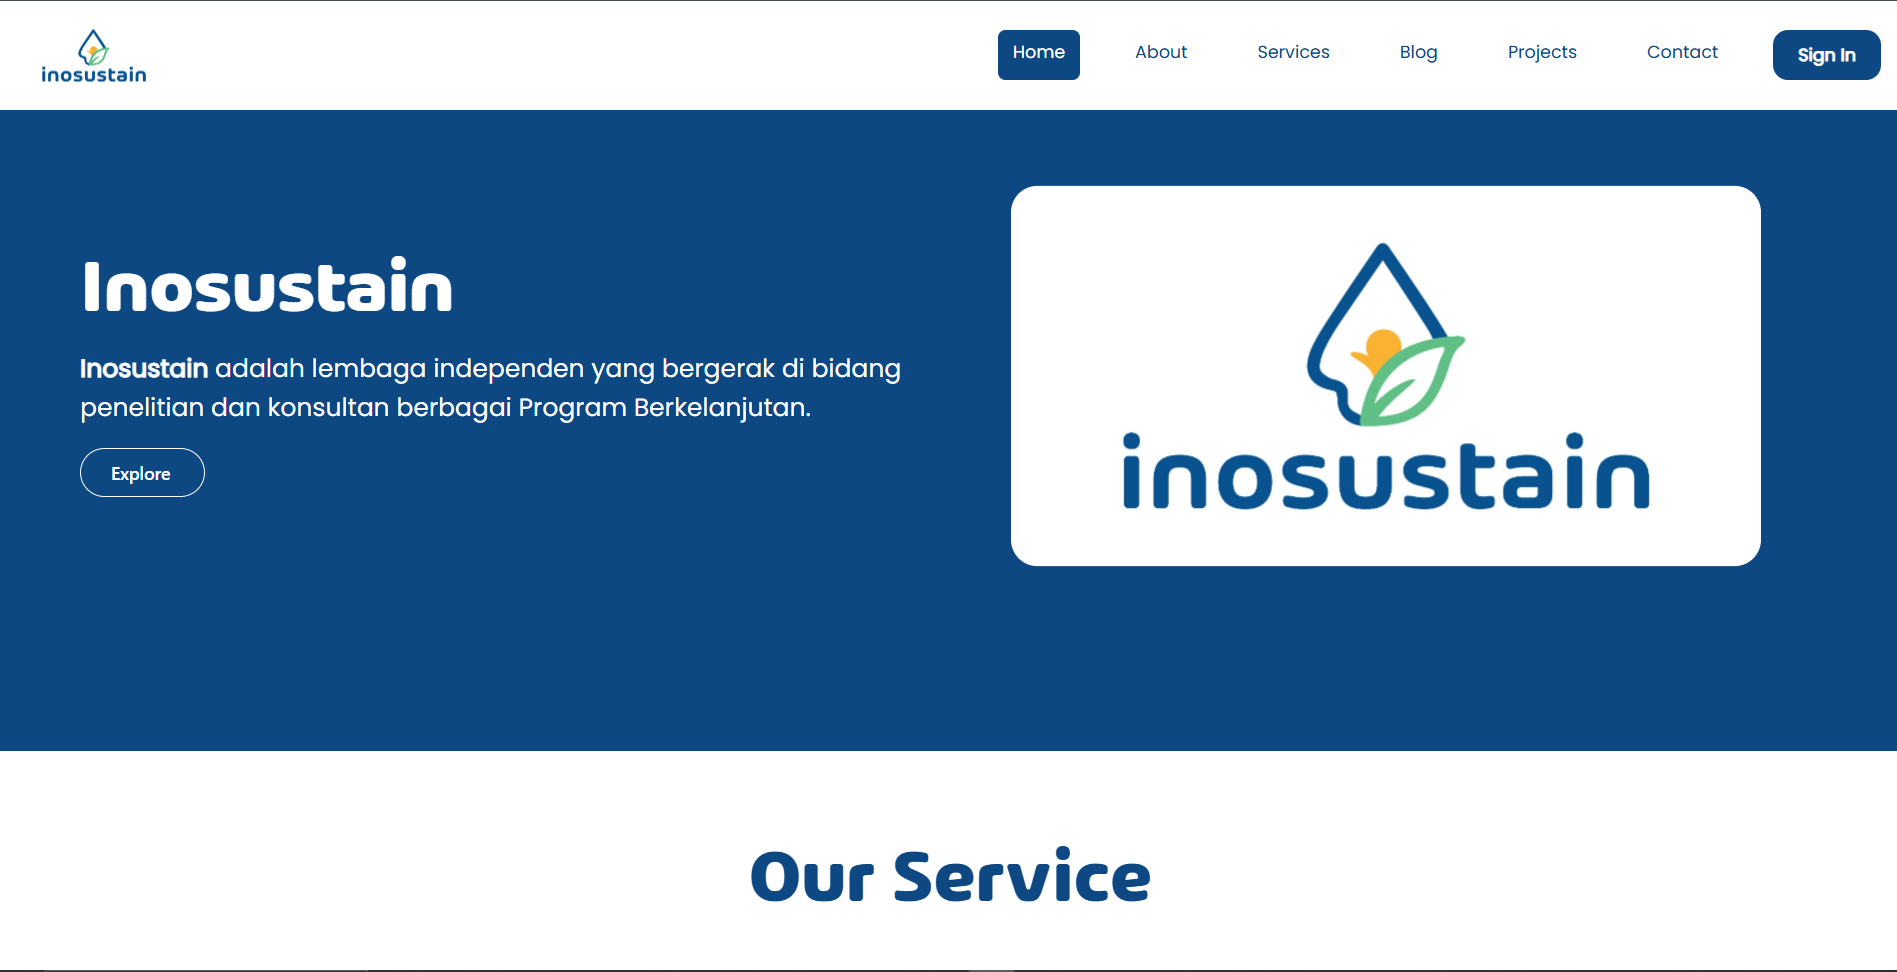 inosustain
Home About Services Blog Projects Contact Sign In
Inosustain
Inosustain adalah lembaga independen yang bergerak di bidang
penelitian dan konsultan berbagai Program Berkelanjutan.
Explore
inosustain
Our Service